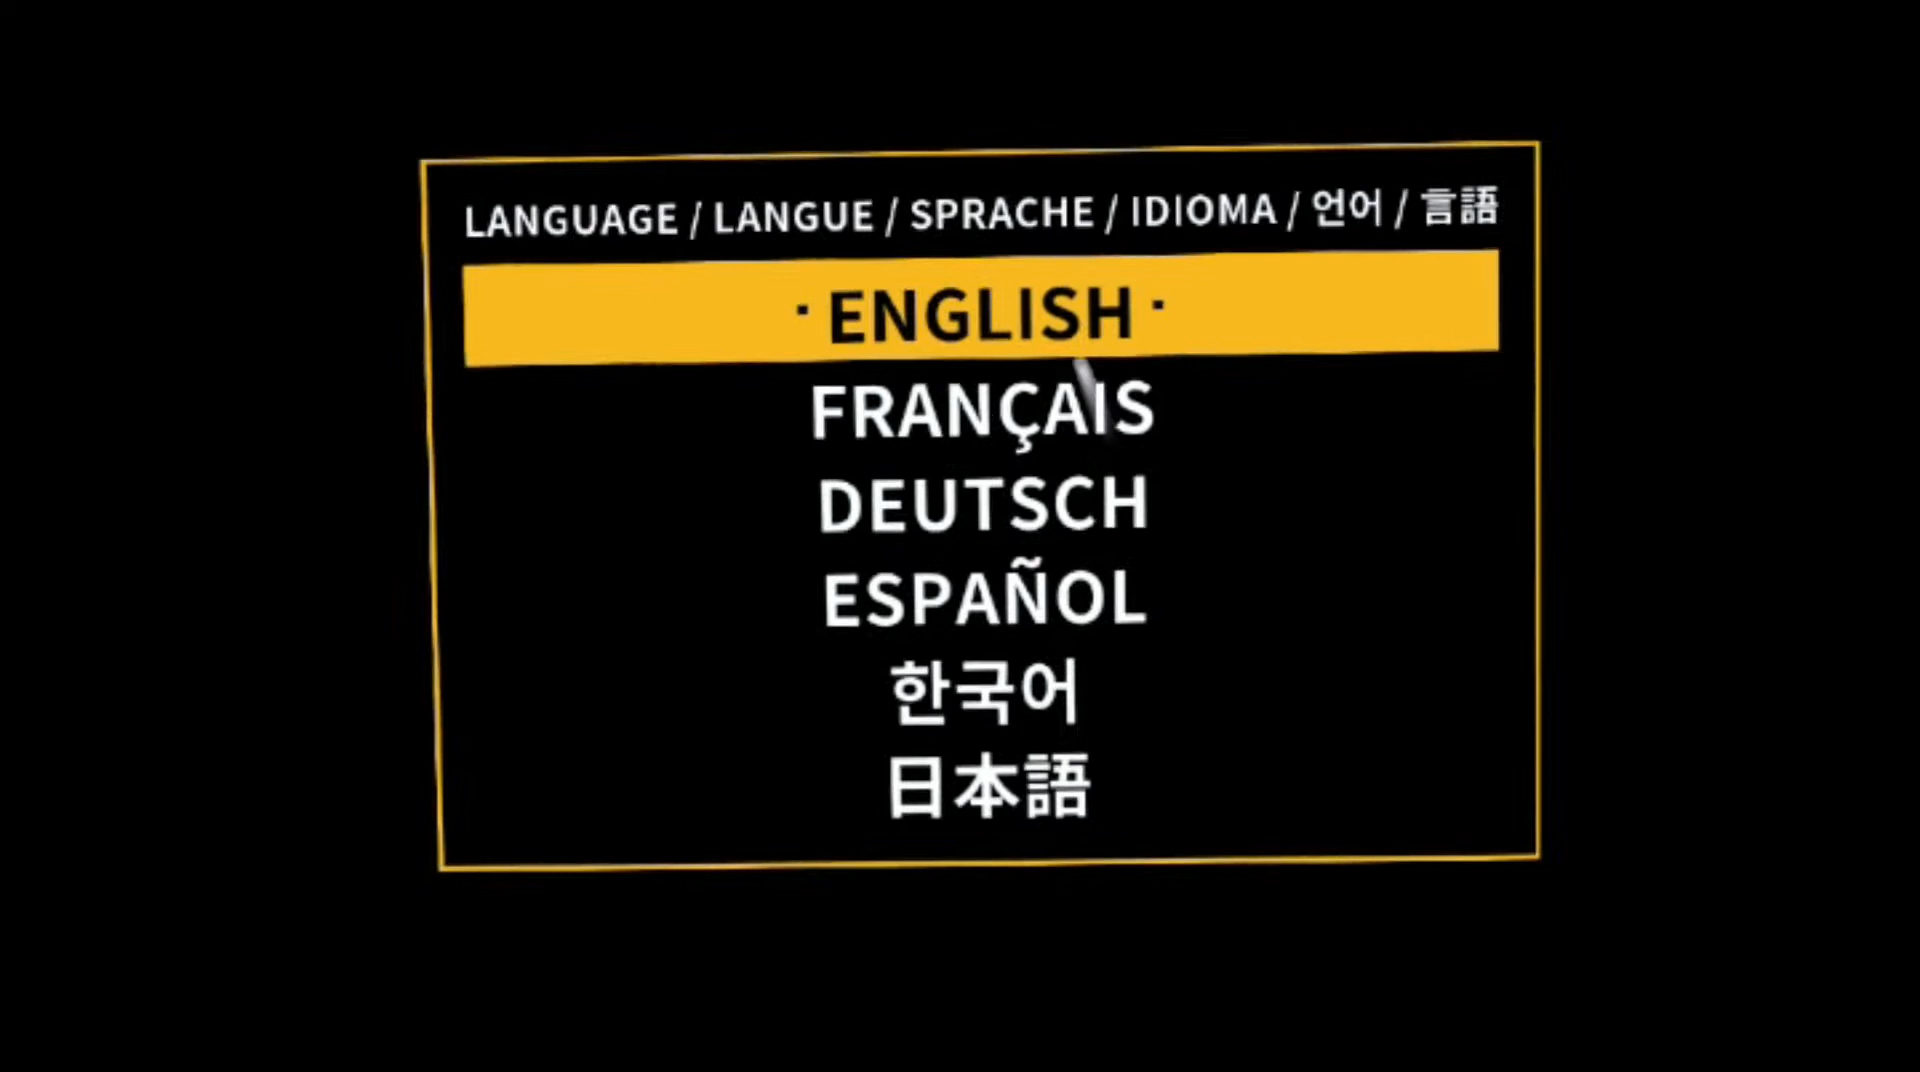 LANGUAGE / LANGUE / SPRACHE / IDIOMA / 언어 / 言語
· ENGLISH ·
FRANÇAIS
DEUTSCH
ESPAÑOL
한국어
日本語